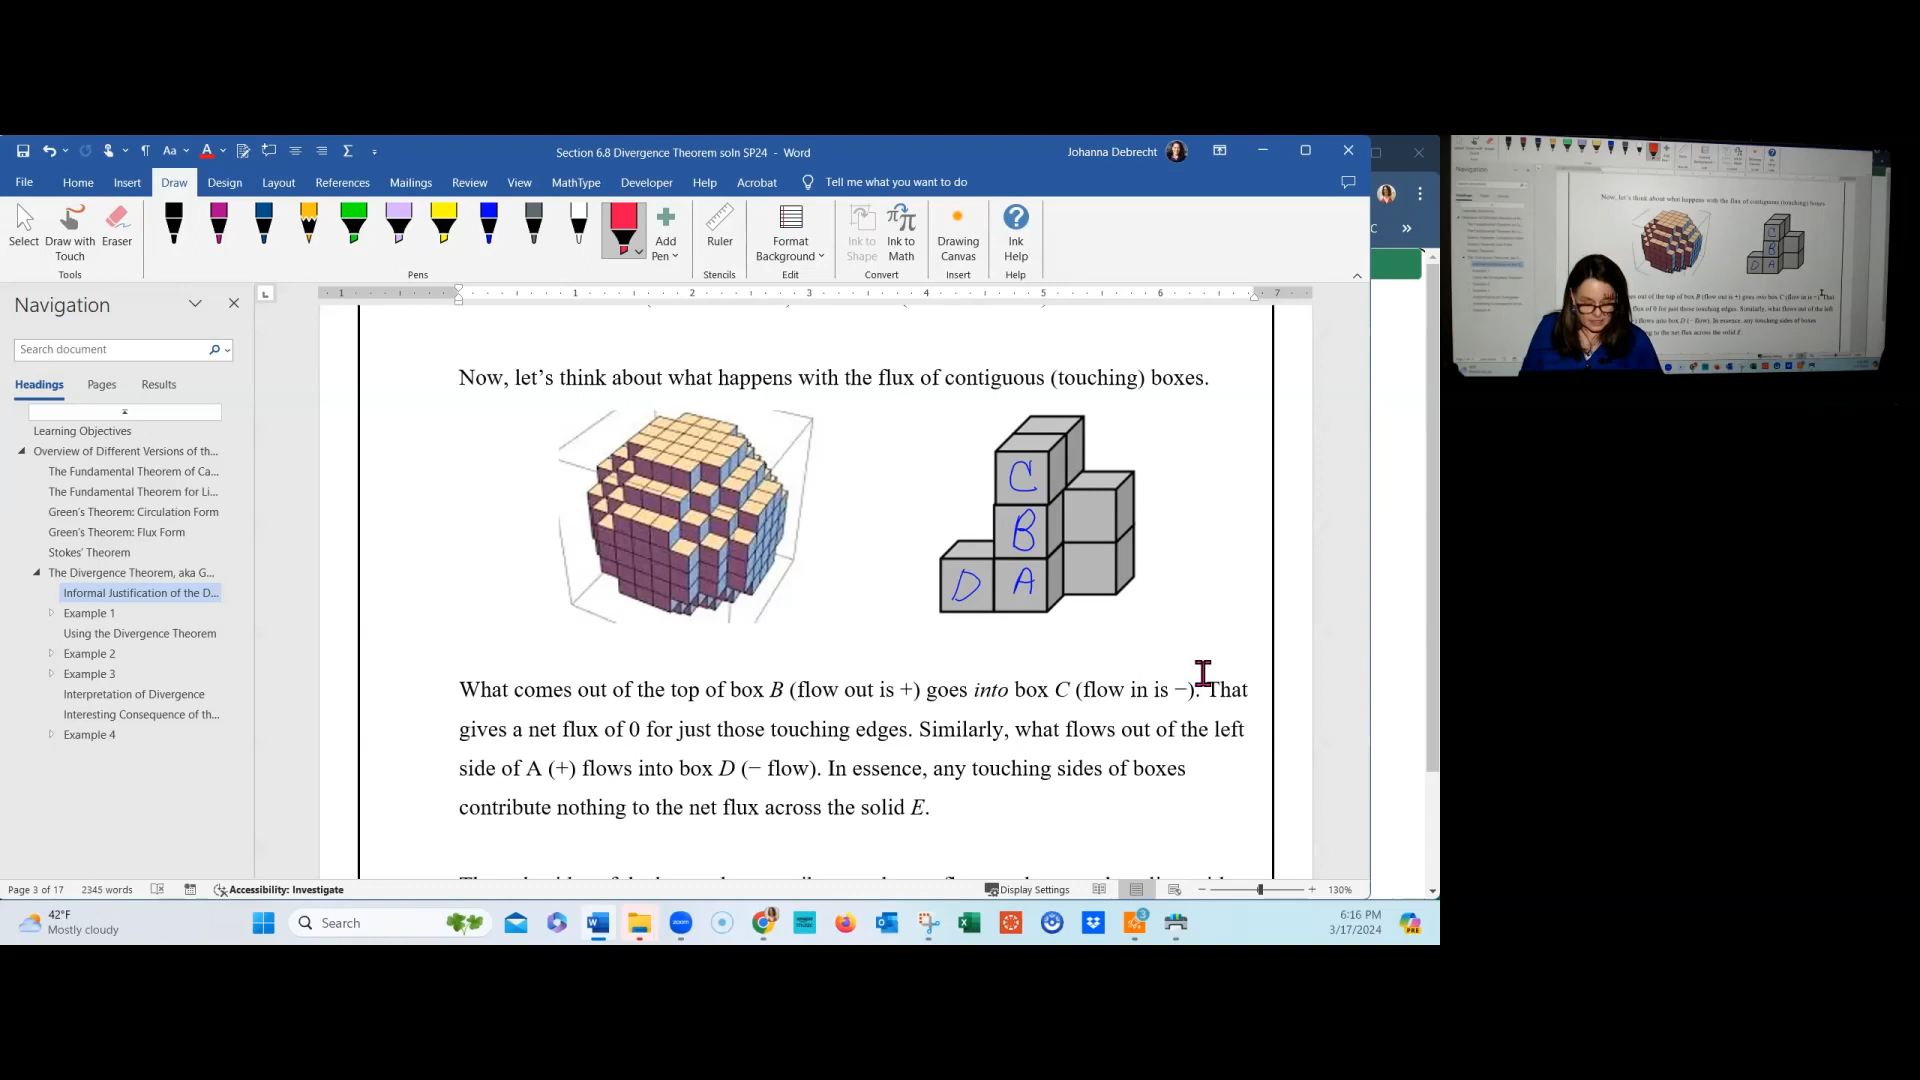 Section 6.8 Divergence Theorem soln SP24 - Word
Johanna Debrecht
File Home Insert Draw Design Layout References Mailings Review View MathType Developer Help Acrobat Tell me what you want to do
Select Draw with Touch Eraser
Add Pen
Ruler
Format Background
Ink to Shape
Ink to Math
Drawing Canvas
Ink Help
Tools Pens Stencils Edit Convert Insert Help
Navigation
Search document
Headings Pages Results
Learning Objectives
Overview of Different Versions of th...
The Fundamental Theorem of Ca...
The Fundamental Theorem for Li...
Green's Theorem: Circulation Form
Green's Theorem: Flux Form
Stokes' Theorem
The Divergence Theorem, aka G...
Informal Justification of the D...
Example 1
Using the Divergence Theorem
Example 2
Example 3
Interpretation of Divergence
Interesting Consequence of th...
Example 4
1 1 2 3 4 5 6 7
Now, let's think about what happens with the flux of contiguous (touching) boxes.
C
B
D A
What comes out of the top of box B (flow out is +) goes into box C (flow in is −). That
gives a net flux of 0 for just those touching edges. Similarly, what flows out of the left
side of A (+) flows into box D (− flow). In essence, any touching sides of boxes
contribute nothing to the net flux across the solid E.
Page 3 of 17 2345 words Accessibility: Investigate Display Settings 130%
42°F
Mostly cloudy
Search
6:16 PM
3/17/2024